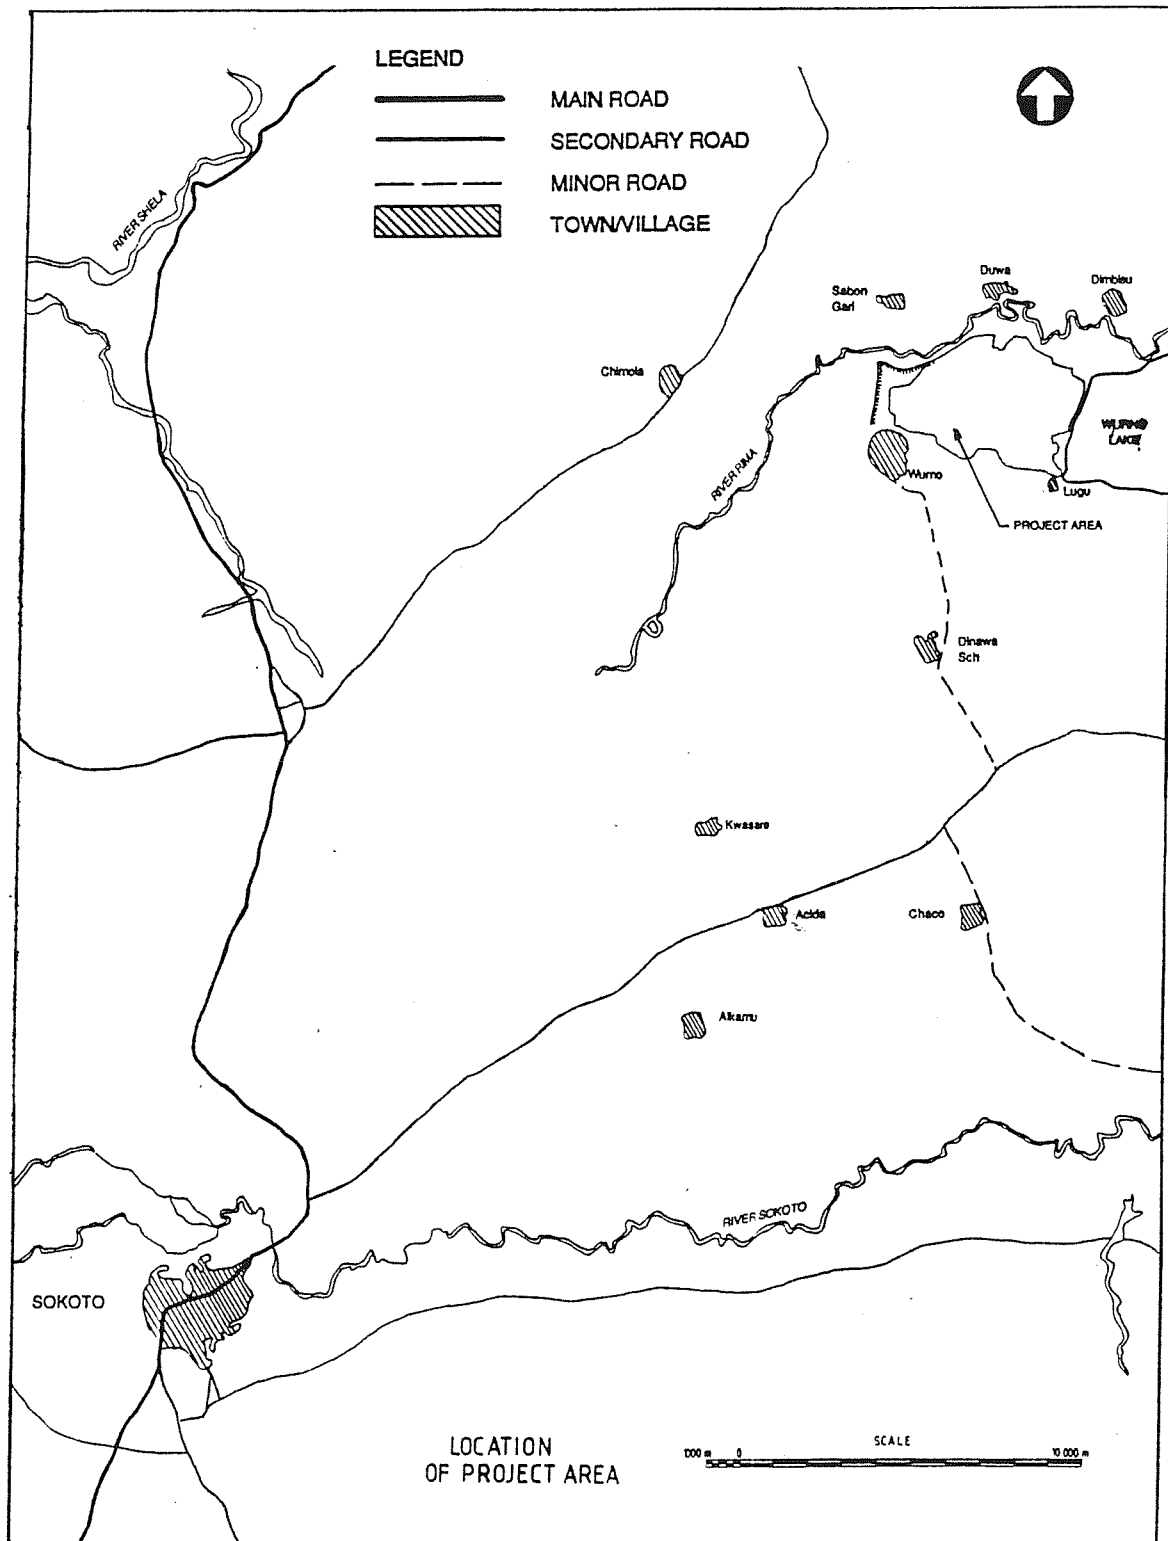 LEGEND
MAIN ROAD
SECONDARY ROAD
MINOR ROAD
TOWN/VILLAGE
RIVER SHELA
Sabon
Gari
Duwa
Dimbisu
Chimola
WURNO
LAKE
RIVER RIMA
Wurno
Lugu
PROJECT AREA
Dinawa
Sch
Kwasare
Acida
Chaco
Alkamu
RIVER SOKOTO
SOKOTO
LOCATION
OF PROJECT AREA
SCALE
1000 m 0 10 000 m